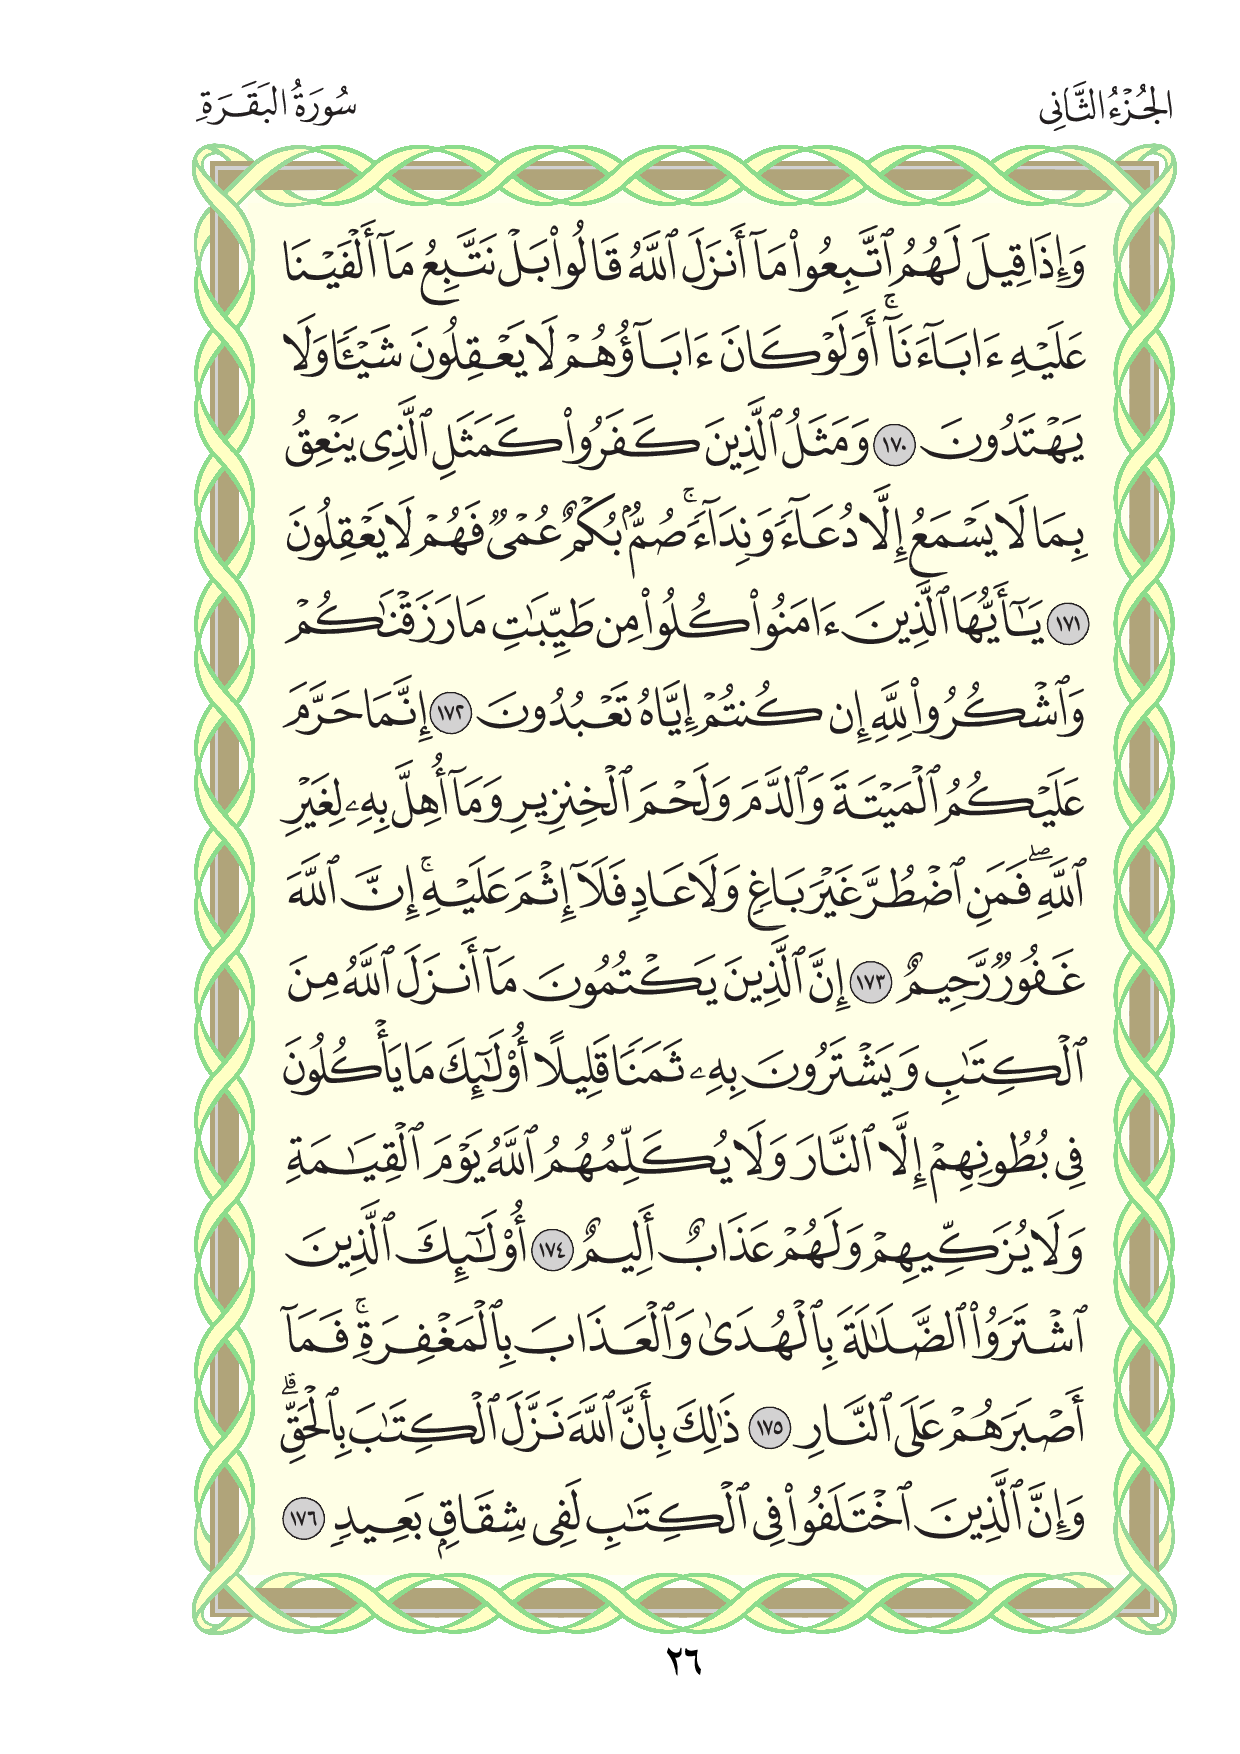 الجُزْءُ الثَّانِي
سُورَةُ البَقَرَةِ
وَإِذَا قِيلَ لَهُمُ ٱتَّبِعُوا۟ مَآ أَنزَلَ ٱللَّهُ قَالُوا۟ بَلْ نَتَّبِعُ مَآ أَلْفَيْنَا
عَلَيْهِ ءَابَآءَنَآ ۚ أَوَلَوْ كَانَ ءَابَآؤُهُمْ لَا يَعْقِلُونَ شَيْـًٔا وَلَا
يَهْتَدُونَ ١٧٠ وَمَثَلُ ٱلَّذِينَ كَفَرُوا۟ كَمَثَلِ ٱلَّذِى يَنْعِقُ
بِمَا لَا يَسْمَعُ إِلَّا دُعَآءً وَنِدَآءً ۚ صُمٌّۢ بُكْمٌ عُمْىٌ فَهُمْ لَا يَعْقِلُونَ
١٧١ يَـٰٓأَيُّهَا ٱلَّذِينَ ءَامَنُوا۟ كُلُوا۟ مِن طَيِّبَـٰتِ مَا رَزَقْنَـٰكُمْ
وَٱشْكُرُوا۟ لِلَّهِ إِن كُنتُمْ إِيَّاهُ تَعْبُدُونَ ١٧٢ إِنَّمَا حَرَّمَ
عَلَيْكُمُ ٱلْمَيْتَةَ وَٱلدَّمَ وَلَحْمَ ٱلْخِنزِيرِ وَمَآ أُهِلَّ بِهِۦ لِغَيْرِ
ٱللَّهِ ۖ فَمَنِ ٱضْطُرَّ غَيْرَ بَاغٍ وَلَا عَادٍ فَلَآ إِثْمَ عَلَيْهِ ۚ إِنَّ ٱللَّهَ
غَفُورٌ رَّحِيمٌ ١٧٣ إِنَّ ٱلَّذِينَ يَكْتُمُونَ مَآ أَنزَلَ ٱللَّهُ مِنَ
ٱلْكِتَـٰبِ وَيَشْتَرُونَ بِهِۦ ثَمَنًا قَلِيلًا أُو۟لَـٰٓئِكَ مَا يَأْكُلُونَ
فِى بُطُونِهِمْ إِلَّا ٱلنَّارَ وَلَا يُكَلِّمُهُمُ ٱللَّهُ يَوْمَ ٱلْقِيَـٰمَةِ
وَلَا يُزَكِّيهِمْ وَلَهُمْ عَذَابٌ أَلِيمٌ ١٧٤ أُو۟لَـٰٓئِكَ ٱلَّذِينَ
ٱشْتَرَوُا۟ ٱلضَّلَـٰلَةَ بِٱلْهُدَىٰ وَٱلْعَذَابَ بِٱلْمَغْفِرَةِ ۚ فَمَآ
أَصْبَرَهُمْ عَلَى ٱلنَّارِ ١٧٥ ذَٰلِكَ بِأَنَّ ٱللَّهَ نَزَّلَ ٱلْكِتَـٰبَ بِٱلْحَقِّ ۗ
وَإِنَّ ٱلَّذِينَ ٱخْتَلَفُوا۟ فِى ٱلْكِتَـٰبِ لَفِى شِقَاقٍۭ بَعِيدٍ ١٧٦
٢٦